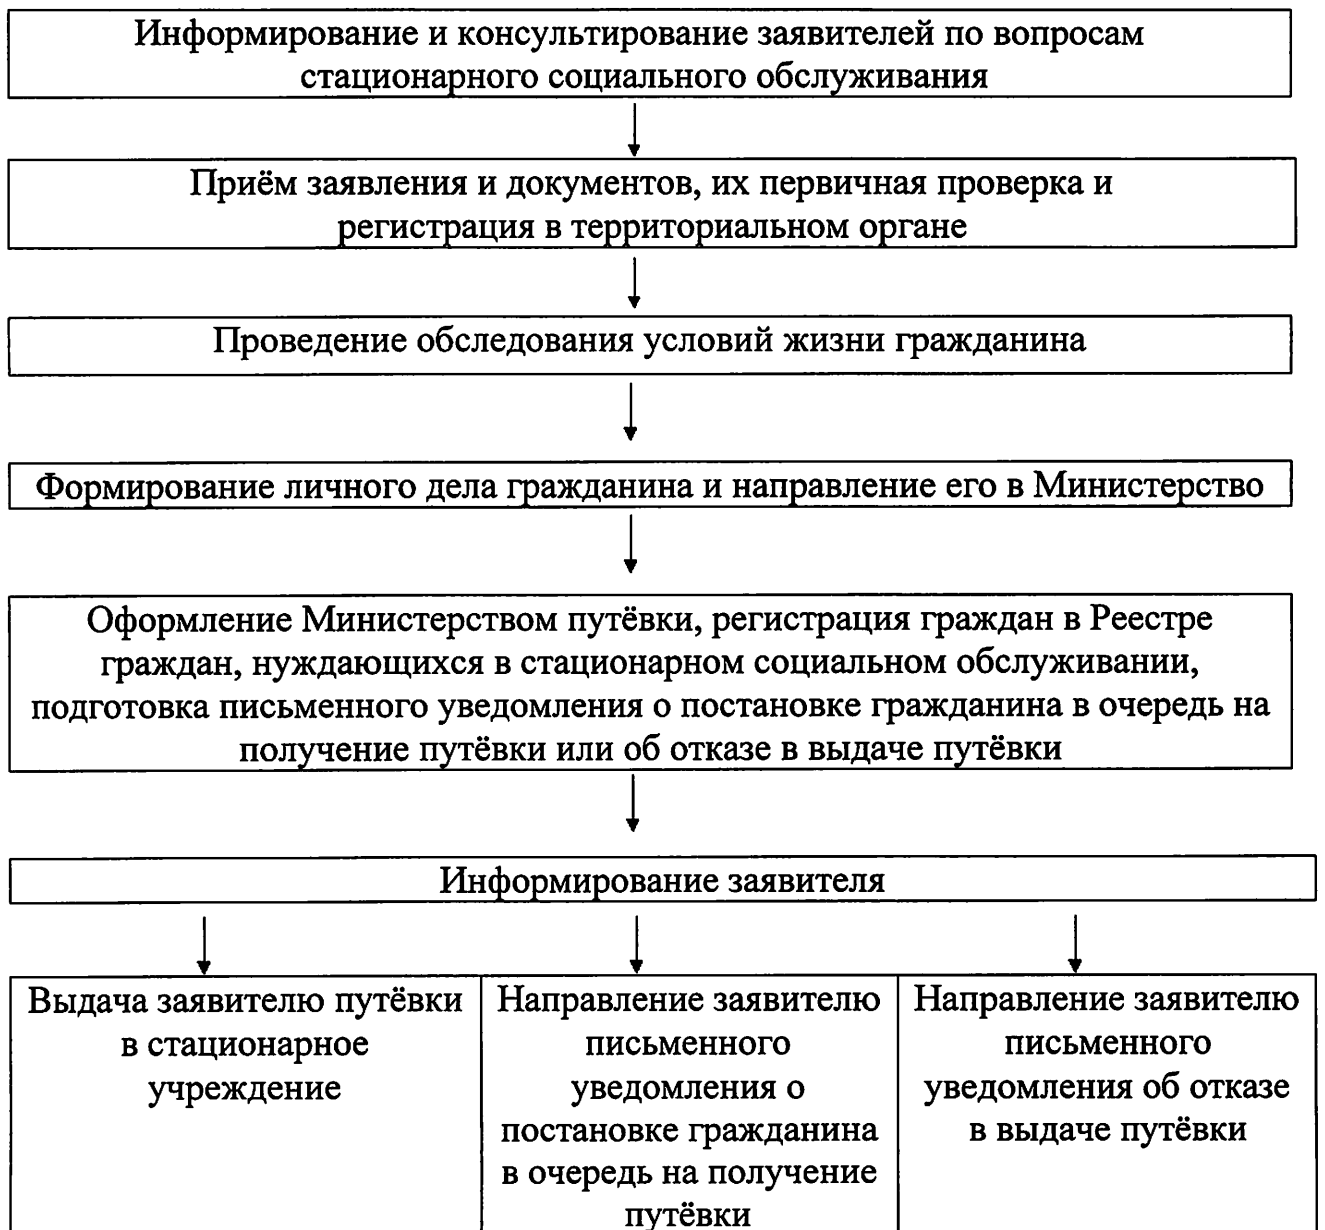 Информирование и консультирование заявителей по вопросам
стационарного социального обслуживания
Приём заявления и документов, их первичная проверка и
регистрация в территориальном органе
Проведение обследования условий жизни гражданина
Формирование личного дела гражданина и направление его в Министерство
Оформление Министерством путёвки, регистрация граждан в Реестре
граждан, нуждающихся в стационарном социальном обслуживании,
подготовка письменного уведомления о постановке гражданина в очередь на
получение путёвки или об отказе в выдаче путёвки
Информирование заявителя
Выдача заявителю путёвки
в стационарное
учреждение
Направление заявителю
письменного
уведомления о
постановке гражданина
в очередь на получение
путёвки
Направление заявителю
письменного
уведомления об отказе
в выдаче путёвки